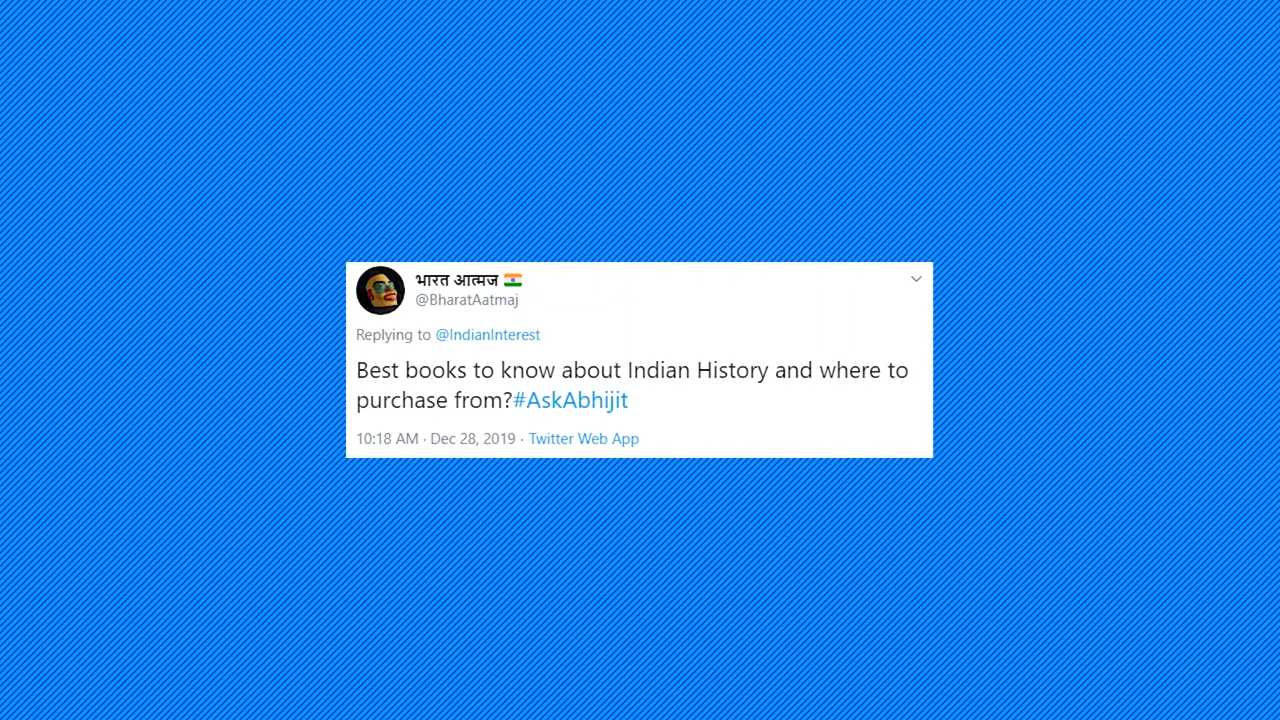 भारत आत्मज 🇮🇳
@BharatAatmaj
Replying to @IndianInterest
Best books to know about Indian History and where to
purchase from?#AskAbhijit
10:18 AM · Dec 28, 2019 · Twitter Web App